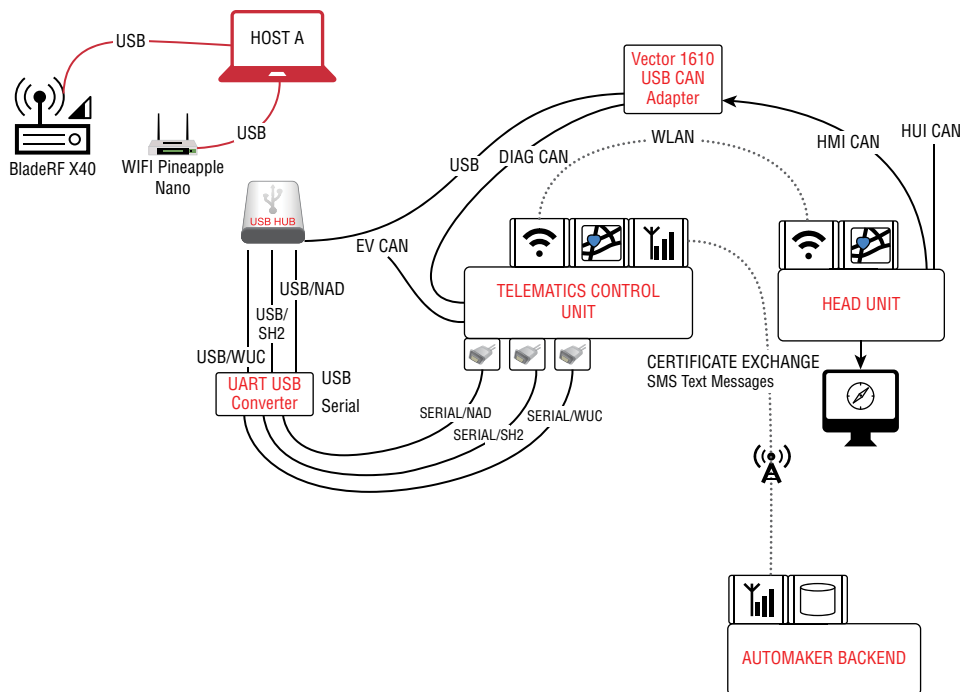 HOST A
USB
BladeRF X40
USB
WIFI Pineapple
Nano
Vector 1610
USB CAN
Adapter
HUI CAN
HMI CAN
WLAN
DIAG CAN
USB
USB HUB
EV CAN
USB/NAD
USB/
SH2
USB/WUC
TELEMATICS CONTROL
UNIT
HEAD UNIT
CERTIFICATE EXCHANGE
SMS Text Messages
UART USB
Converter
USB
Serial
SERIAL/NAD
SERIAL/SH2
SERIAL/WUC
AUTOMAKER BACKEND